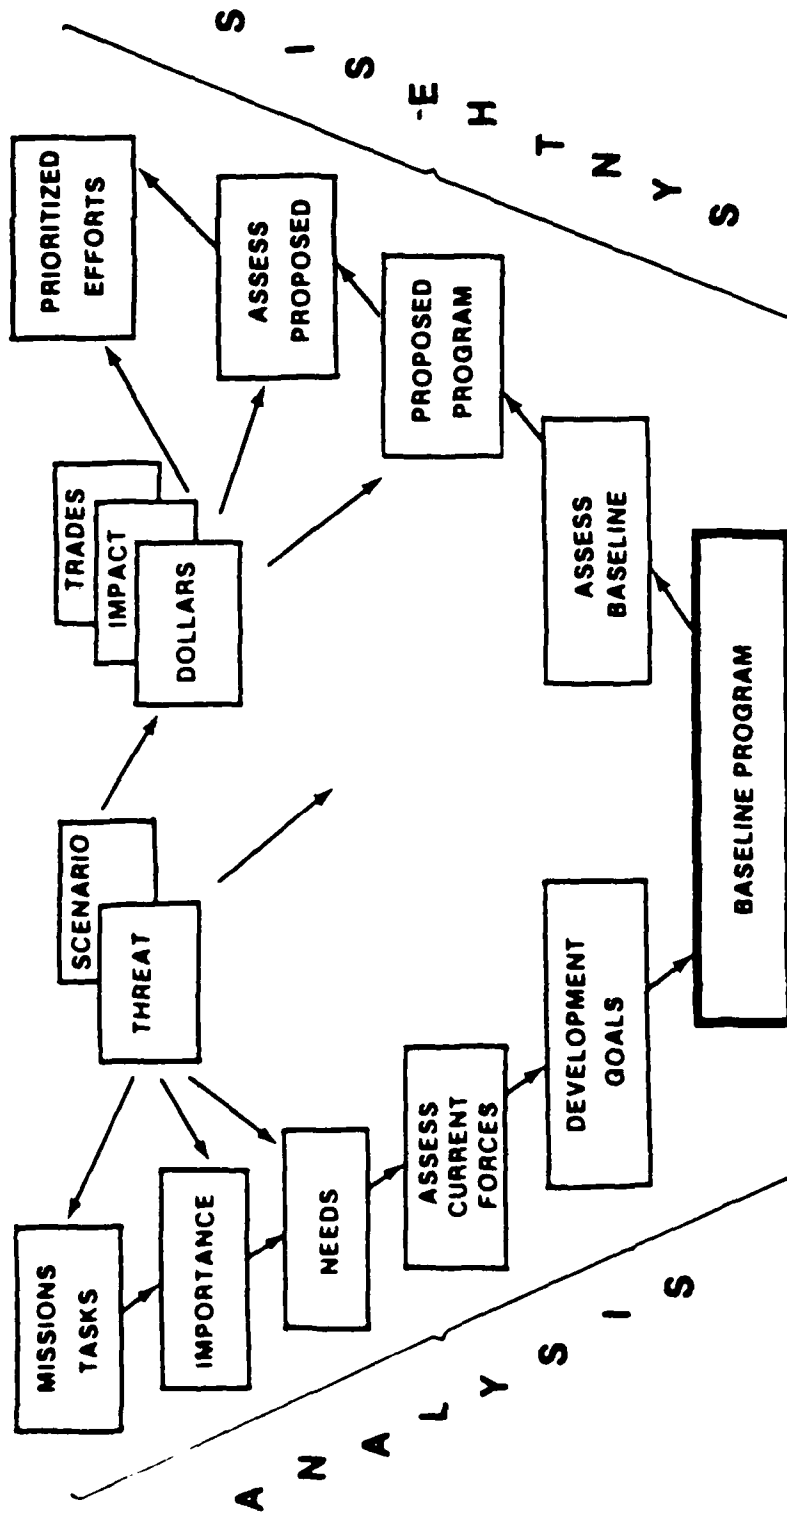 MISSIONS
TASKS
IMPORTANCE
NEEDS
ASSESS
CURRENT
FORCES
DEVELOPMENT
GOALS
BASELINE PROGRAM
SCENARIO
THREAT
TRADES
IMPACT
DOLLARS
ASSESS
BASELINE
PROPOSED
PROGRAM
ASSESS
PROPOSED
PRIORITIZED
EFFORTS
ANALYSIS
SYNTHESIS